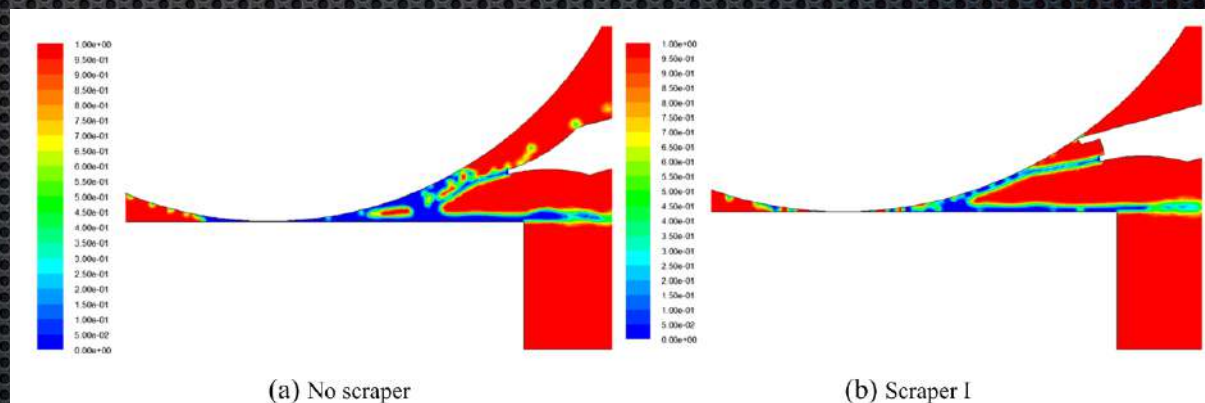 1.00e+00
9.50e-01
9.00e-01
8.50e-01
8.00e-01
7.50e-01
7.00e-01
6.50e-01
6.00e-01
5.50e-01
5.00e-01
4.50e-01
4.00e-01
3.50e-01
3.00e-01
2.50e-01
2.00e-01
1.50e-01
1.00e-01
5.00e-02
0.00e+00
(a) No scraper
1.00e+00
9.50e-01
9.00e-01
8.50e-01
8.00e-01
7.50e-01
7.00e-01
6.50e-01
6.00e-01
5.50e-01
5.00e-01
4.50e-01
4.00e-01
3.50e-01
3.00e-01
2.50e-01
2.00e-01
1.50e-01
1.00e-01
5.00e-02
0.00e+00
(b) Scraper I